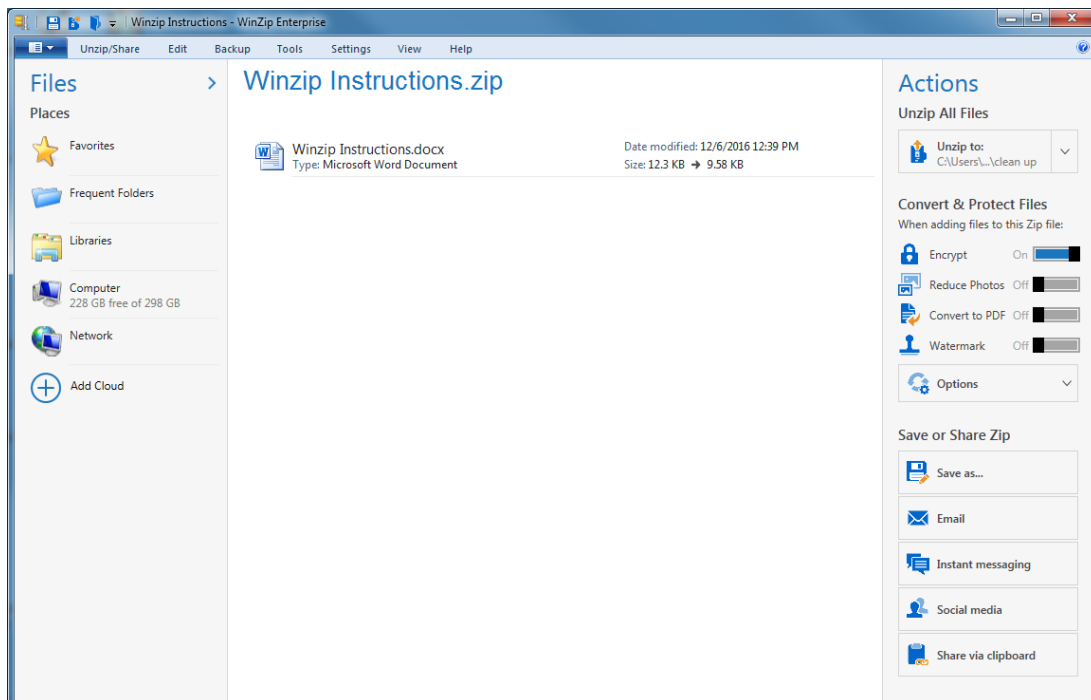 Winzip Instructions - WinZip Enterprise
Unzip/Share Edit Backup Tools Settings View Help
Files
Places
Favorites
Frequent Folders
Libraries
Computer
228 GB free of 298 GB
Network
Add Cloud
Winzip Instructions.zip
Winzip Instructions.docx
Type: Microsoft Word Document
Date modified: 12/6/2016 12:39 PM
Size: 12.3 KB → 9.58 KB
Actions
Unzip All Files
Unzip to:
C:\Users\...\clean up
Convert & Protect Files
When adding files to this Zip file:
Encrypt On
Reduce Photos Off
Convert to PDF Off
Watermark Off
Options
Save or Share Zip
Save as...
Email
Instant messaging
Social media
Share via clipboard